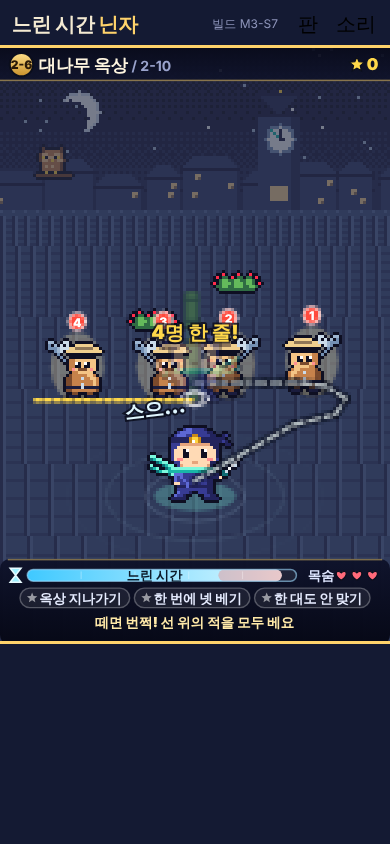 느린 시간 닌자 빌드 M3-S7 판 소리
2-6 대나무 옥상 / 2-10 ★ 0
4 3 2 1
4명 한 줄!
스으...
느린 시간 목숨
★ 옥상 지나가기 ★ 한 번에 넷 베기 ★ 한 대도 안 맞기
떼면 번쩍! 선 위의 적을 모두 베요